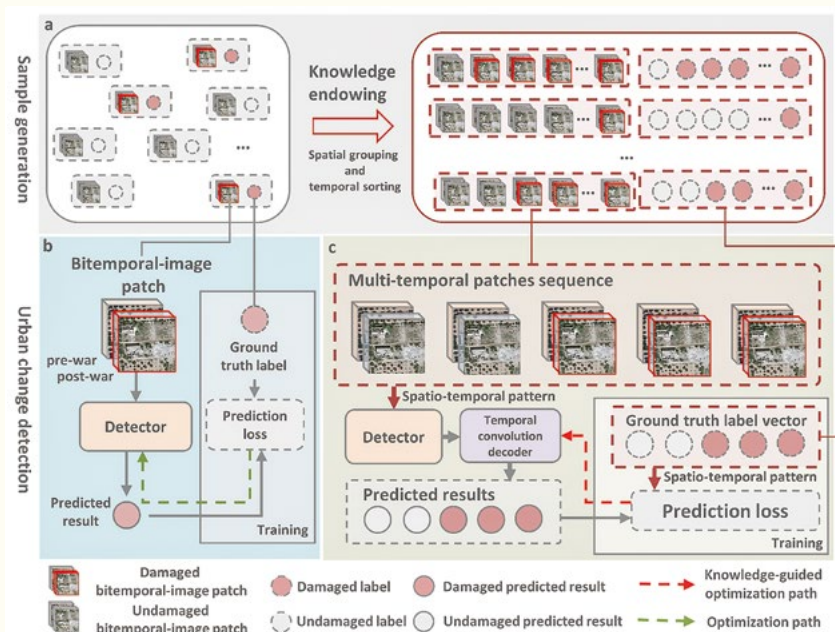 Sample generation
a
...
Knowledge
endowing
Spatial grouping
and
temporal sorting
...
...
...
...
...
...
...
Urban change detection
b
Bitemporal-image
patch
pre-war
post-war
Detector
Predicted
result
Ground
truth label
Prediction
loss
Training
c
Multi-temporal patches sequence
Spatio-temporal pattern
Detector
Temporal
convolution
decoder
Predicted results
Ground truth label vector
Spatio-temporal pattern
Prediction loss
Training
Damaged
bitemporal-image patch
Undamaged
bitemporal-image patch
Damaged label
Undamaged label
Damaged predicted result
Undamaged predicted result
Knowledge-guided
optimization path
Optimization path